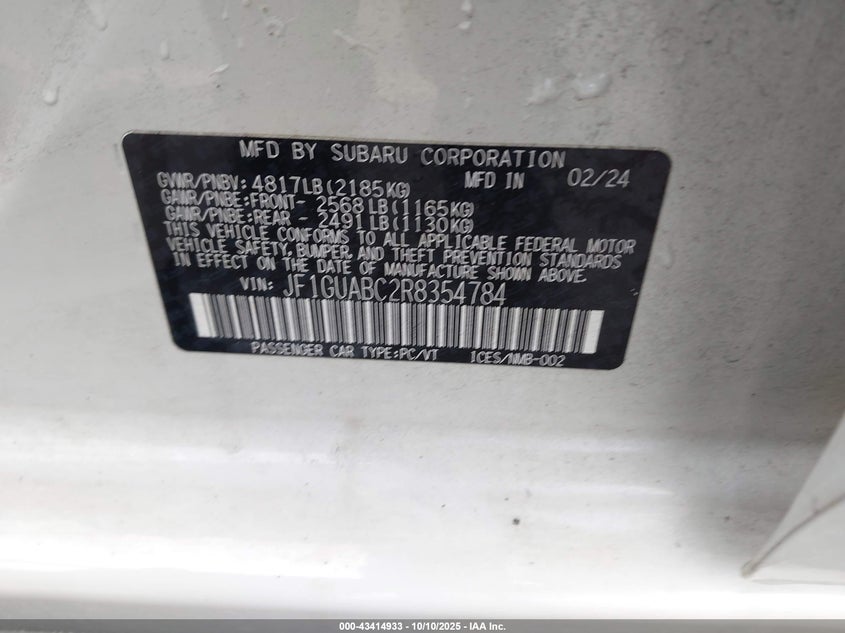 MFD BY SUBARU CORPORATION
GVWR/PNBV: 4817LB(2185KG) MFD IN 02/24
GAWR/PNBE:FRONT- 2568LB(1165KG)
GAWR/PNBE:REAR - 2491LB(1130KG)
THIS VEHICLE CONFORMS TO ALL APPLICABLE FEDERAL MOTOR
VEHICLE SAFETY, BUMPER, AND THEFT PREVENTION STANDARDS
IN EFFECT ON THE DATE OF MANUFACTURE SHOWN ABOVE.
VIN: JF1GUABC2R8354784
PASSENGER CAR TYPE:PC/VT ICES/NMB-002
000-43414933 - 10/10/2025 - IAA Inc.